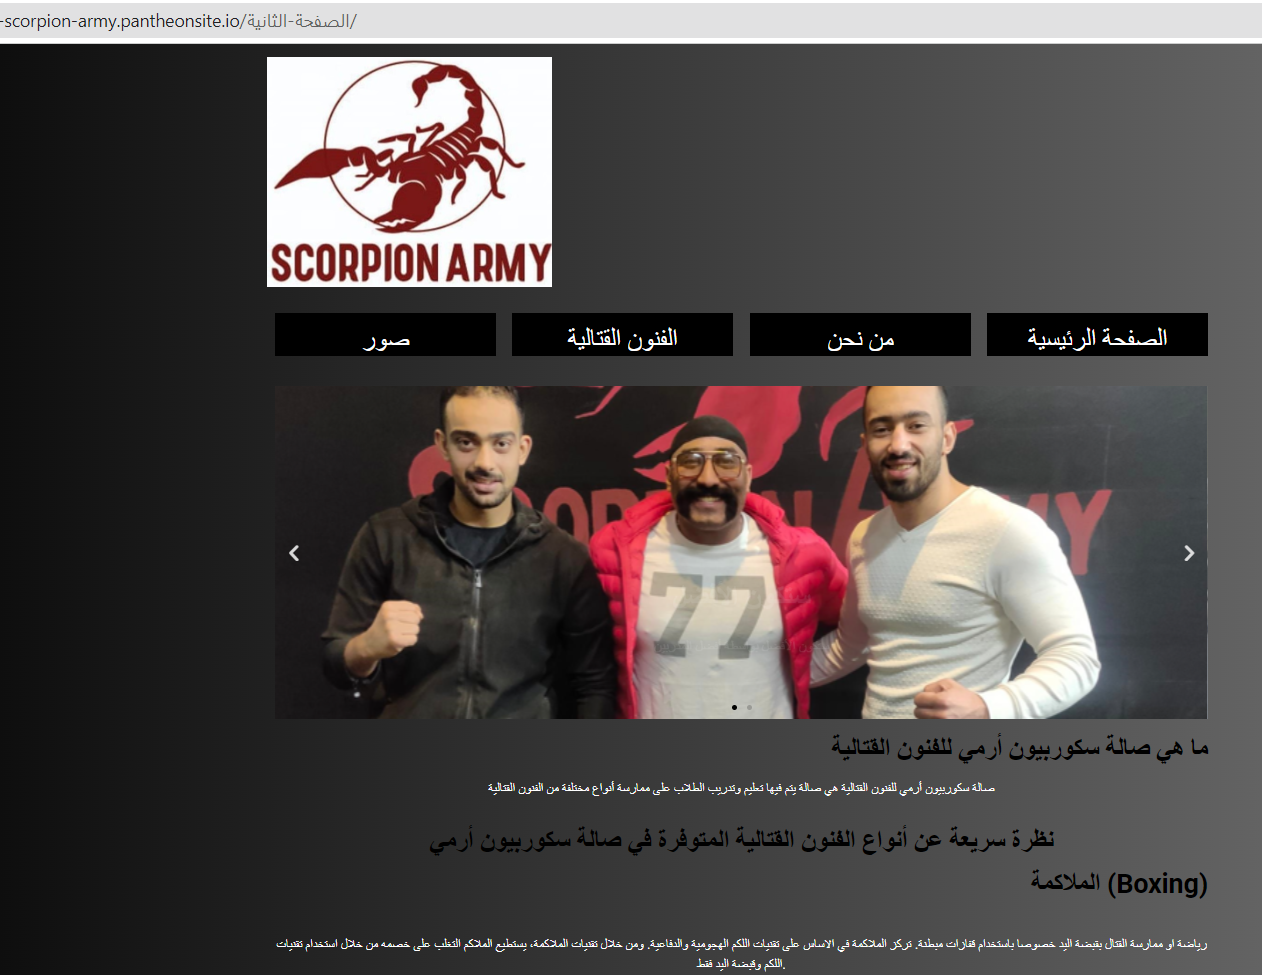 -scorpion-army.pantheonsite.io/الصفحة-الثانية/
SCORPION ARMY
الصفحة الرئيسية
من نحن
الفنون القتالية
صور
SCORPION ARMY
77
ما هي صالة سكوربيون أرمي للفنون القتالية
صالة سكوربيون أرمي للفنون القتالية هي صالة يتم فيها تعليم وتدريب الطلاب على ممارسة أنواع مختلفة من الفنون القتالية
نظرة سريعة عن أنواع الفنون القتالية المتوفرة في صالة سكوربيون أرمي
الملاكمة (Boxing)
رياضة او ممارسة القتال بقبضة اليد خصوصا باستخدام قفازات مبطنة. تركز الملاكمة في الاساس على تقنيات اللكم الهجومية والدفاعية. ومن خلال تقنيات الملاكمة، يستطيع الملاكم التغلب على خصمه من خلال استخدام تقنيات
اللكم وقبضة اليد فقط.